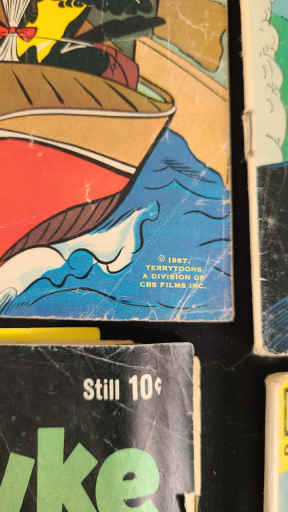 © 1967,
TERRYTOONS
A DIVISION OF
CBS FILMS INC.
Still 10¢
yke